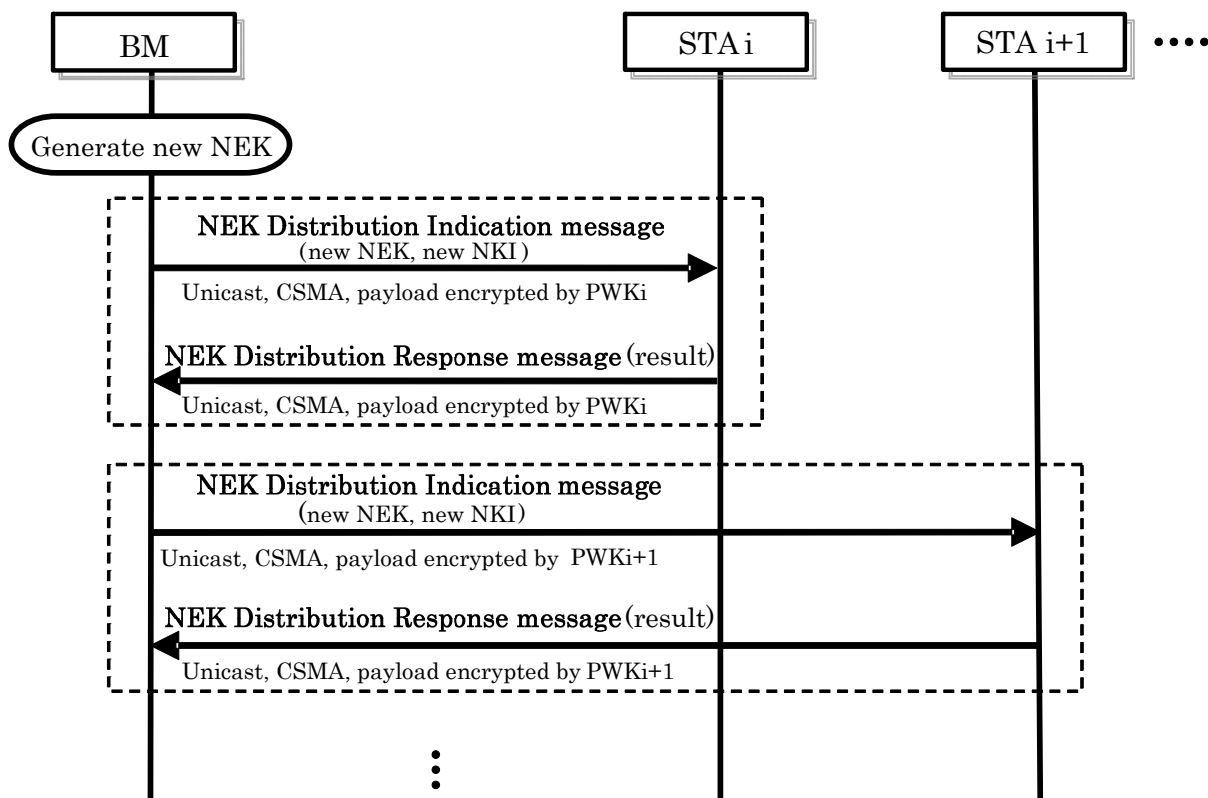 BM
STA i
STA i+1
Generate new NEK
NEK Distribution Indication message
(new NEK, new NKI)
Unicast, CSMA, payload encrypted by PWKi
NEK Distribution Response message (result)
Unicast, CSMA, payload encrypted by PWKi
NEK Distribution Indication message
(new NEK, new NKI)
Unicast, CSMA, payload encrypted by PWKi+1
NEK Distribution Response message (result)
Unicast, CSMA, payload encrypted by PWKi+1